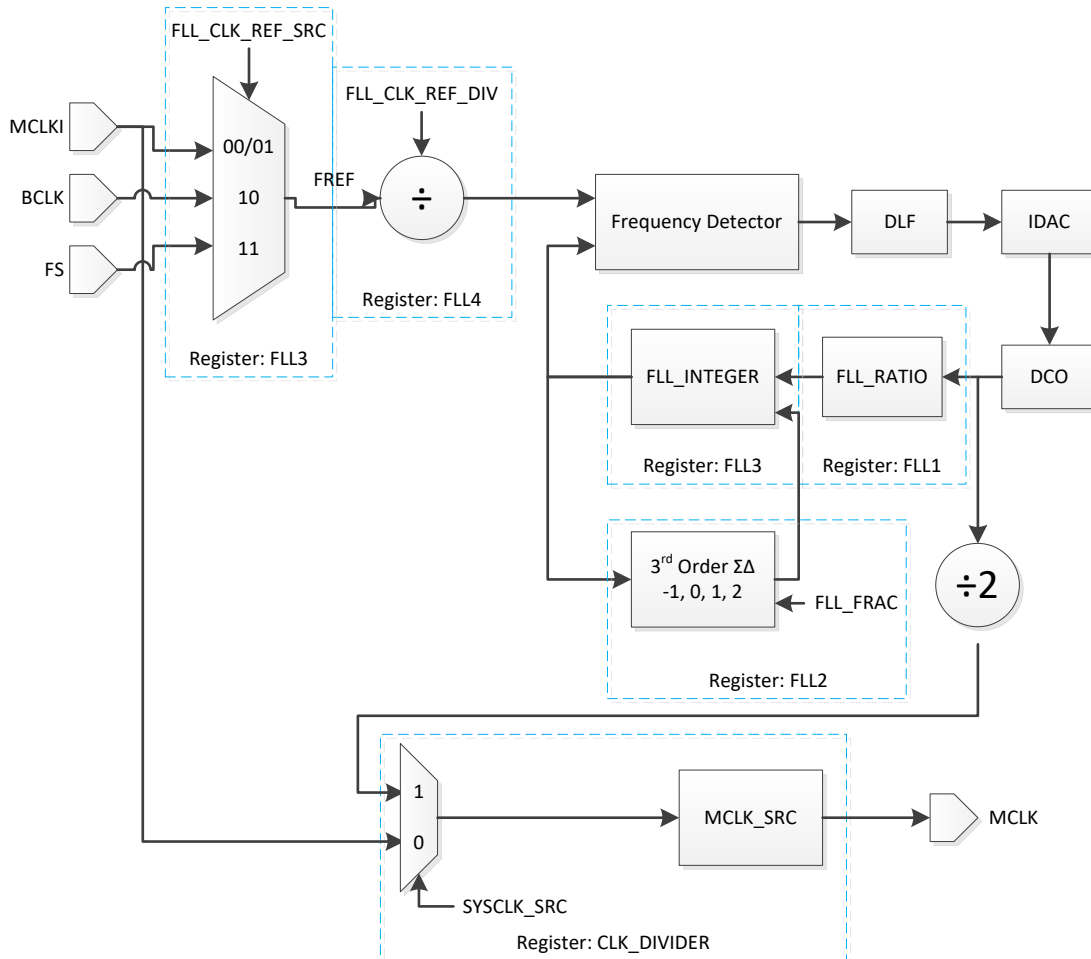 FLL_CLK_REF_SRC
MCLKI
BCLK
FS
00/01
10
11
Register: FLL3
FREF
FLL_CLK_REF_DIV
÷
Register: FLL4
Frequency Detector
DLF
IDAC
DCO
FLL_INTEGER
Register: FLL3
FLL_RATIO
Register: FLL1
3rd Order ΣΔ
-1, 0, 1, 2
FLL_FRAC
Register: FLL2
÷2
1
0
SYSCLK_SRC
MCLK_SRC
MCLK
Register: CLK_DIVIDER